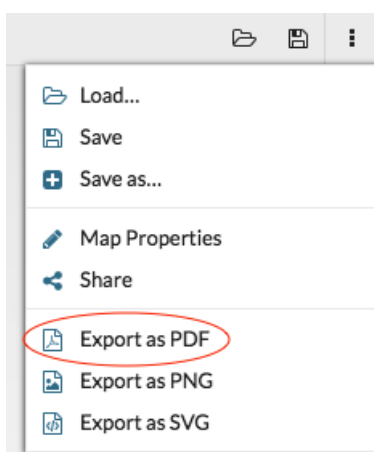 Load...
Save
Save as...
Map Properties
Share
Export as PDF
Export as PNG
Export as SVG